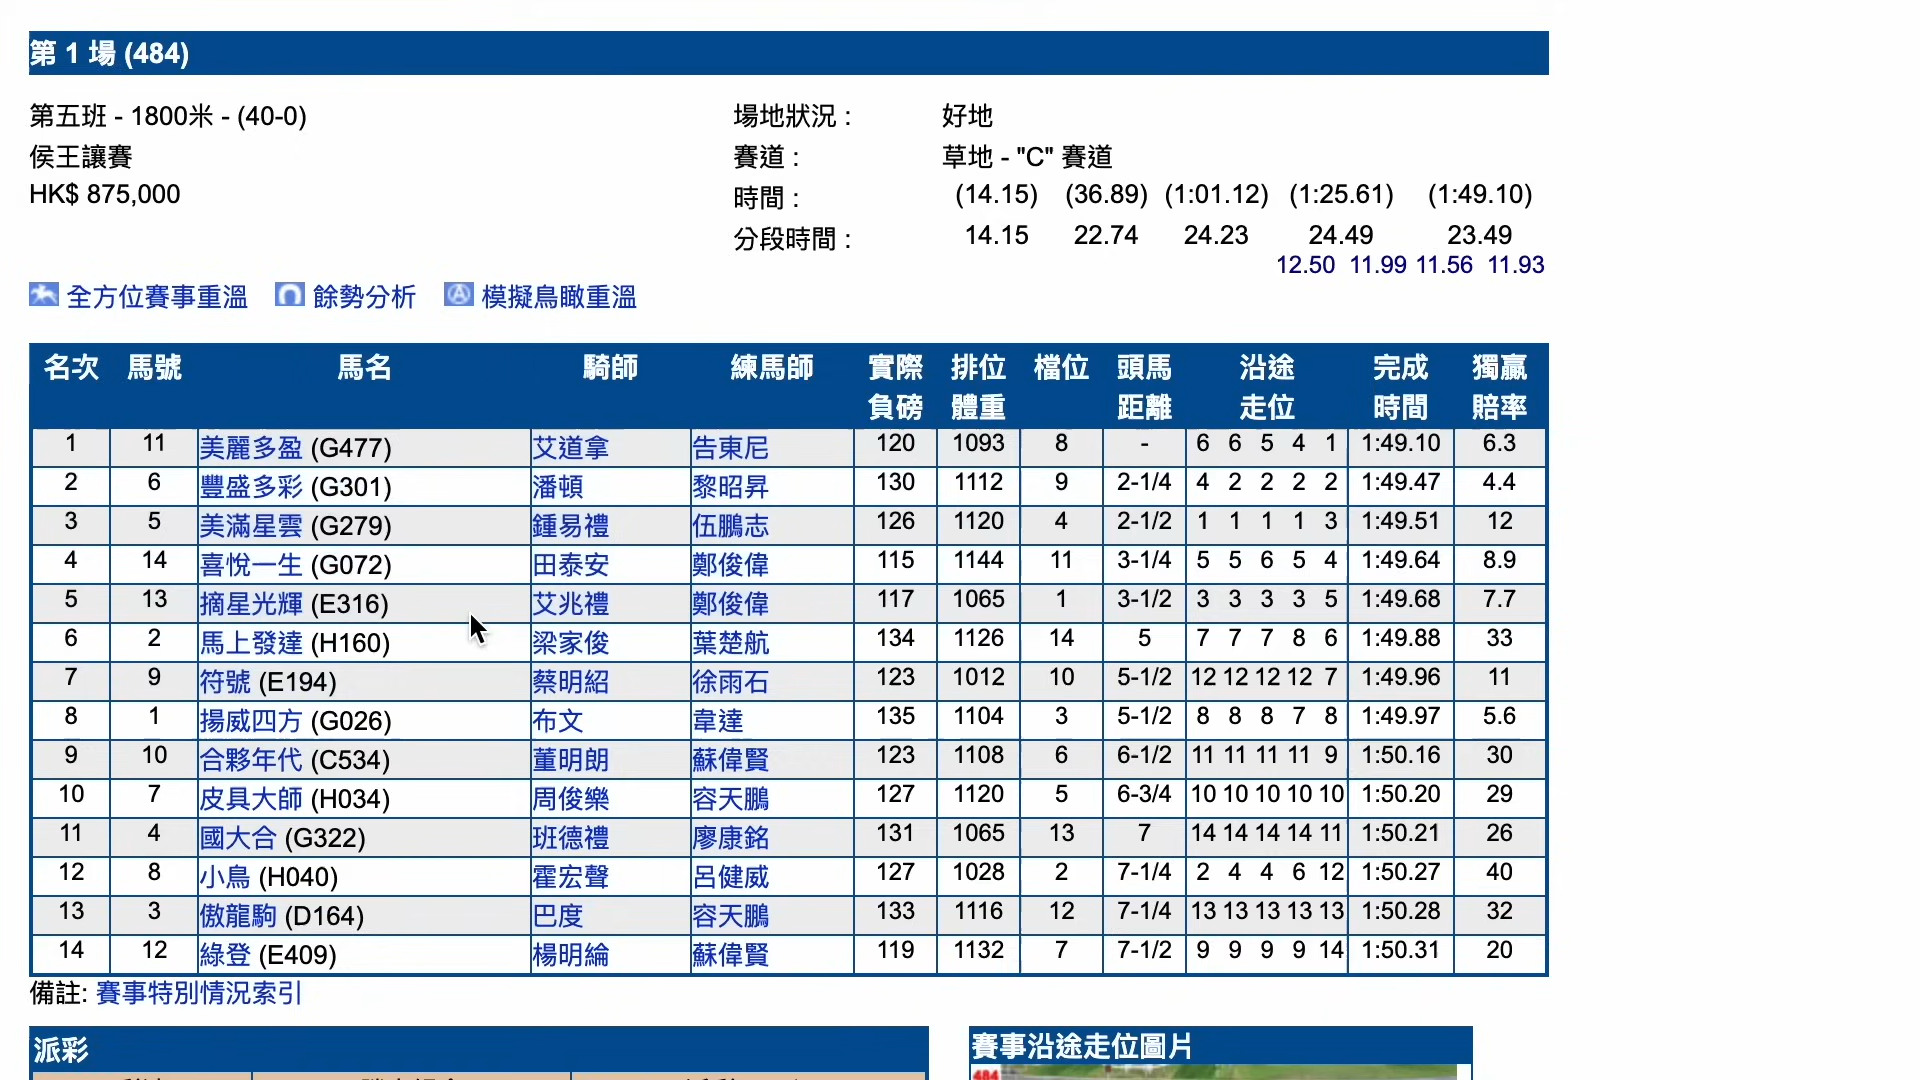 第 1 場 (484)
第五班 - 1800米 - (40-0)
場地狀況 : 好地
侯王讓賽
賽道 : 草地 - "C" 賽道
HK$ 875,000
時間 : (14.15) (36.89) (1:01.12) (1:25.61) (1:49.10)
分段時間 : 14.15 22.74 24.23 24.49 23.49
12.50 11.99 11.56 11.93
全方位賽事重溫 餘勢分析 模擬鳥瞰重溫
名次 馬號 馬名 騎師 練馬師 實際負磅 排位體重 檔位 頭馬距離 沿途走位 完成時間 獨贏賠率
1 11 美麗多盈 (G477) 艾道拿 告東尼 120 1093 8 - 6 6 5 4 1 1:49.10 6.3
2 6 豐盛多彩 (G301) 潘頓 黎昭昇 130 1112 9 2-1/4 4 2 2 2 2 1:49.47 4.4
3 5 美滿星雲 (G279) 鍾易禮 伍鵬志 126 1120 4 2-1/2 1 1 1 1 3 1:49.51 12
4 14 喜悅一生 (G072) 田泰安 鄭俊偉 115 1144 11 3-1/4 5 5 6 5 4 1:49.64 8.9
5 13 摘星光輝 (E316) 艾兆禮 鄭俊偉 117 1065 1 3-1/2 3 3 3 3 5 1:49.68 7.7
6 2 馬上發達 (H160) 梁家俊 葉楚航 134 1126 14 5 7 7 7 8 6 1:49.88 33
7 9 符號 (E194) 蔡明紹 徐雨石 123 1012 10 5-1/2 12 12 12 12 7 1:49.96 11
8 1 揚威四方 (G026) 布文 韋達 135 1104 3 5-1/2 8 8 8 7 8 1:49.97 5.6
9 10 合夥年代 (C534) 董明朗 蘇偉賢 123 1108 6 6-1/2 11 11 11 11 9 1:50.16 30
10 7 皮具大師 (H034) 周俊樂 容天鵬 127 1120 5 6-3/4 10 10 10 10 10 1:50.20 29
11 4 國大合 (G322) 班德禮 廖康銘 131 1065 13 7 14 14 14 14 11 1:50.21 26
12 8 小鳥 (H040) 霍宏聲 呂健威 127 1028 2 7-1/4 2 4 4 6 12 1:50.27 40
13 3 傲龍駒 (D164) 巴度 容天鵬 133 1116 12 7-1/4 13 13 13 13 13 1:50.28 32
14 12 綠登 (E409) 楊明綸 蘇偉賢 119 1132 7 7-1/2 9 9 9 9 14 1:50.31 20
備註: 賽事特別情況索引
派彩
賽事沿途走位圖片
484